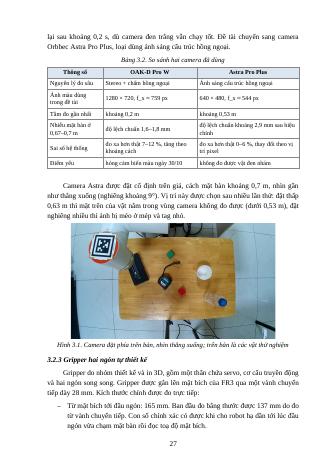 lại sau khoảng 0,2 s, dù camera đen trắng vẫn chạy tốt. Đề tài chuyển sang camera
Orbbec Astra Pro Plus, loại dùng ánh sáng cấu trúc hồng ngoại.
Bảng 3.2. So sánh hai camera đã dùng
Thông số OAK-D Pro W Astra Pro Plus
Nguyên lý đo sâu Stereo + chấm hồng ngoại Ánh sáng cấu trúc hồng ngoại
Ảnh màu dùng trong đề tài 1280 × 720, f_x ≈ 759 px 640 × 480, f_x ≈ 544 px
Tầm đo gần nhất khoảng 0,2 m khoảng 0,53 m
Nhiễu mặt bàn ở 0,67–0,7 m độ lệch chuẩn 1,6–1,8 mm độ lệch chuẩn 2,9 mm sau hiệu chỉnh
Sai số hệ thống đo xa hơn thật 7–12 %, tăng theo khoảng cách đo xa hơn thật 0–6 %, thay đổi theo vị trí pixel
Điểm yếu hỏng cảm biến màu ngày 30/10 không đo được vật đen nhám
Camera Astra được đặt cố định trên giá, cách mặt bàn khoảng 0,7 m, nhìn gần
như thẳng xuống (nghiêng khoảng 9°). Vị trí này được chọn sau nhiều lần thử: đặt thấp
0,63 m thì mặt trên của vật nằm trong vùng camera không đo được (dưới 0,53 m), đặt
nghiêng nhiều thì ảnh bị méo ở mép và tag nhỏ.
Hình 3.1. Camera đặt phía trên bàn, nhìn thẳng xuống; trên bàn là các vật thử nghiệm
3.2.3 Gripper hai ngón tự thiết kế
Gripper do nhóm thiết kế và in 3D, gồm một thân chứa servo, cơ cấu truyền động
và hai ngón song song. Gripper được gắn lên mặt bích của FR3 qua một vành chuyển
tiếp dày 28 mm. Kích thước chính được đo trực tiếp:
– Từ mặt bích tới đầu ngón: 165 mm. Ban đầu đo bằng thước được 137 mm do đo
từ vành chuyển tiếp. Con số chính xác có được khi cho robot hạ dần tới lúc đầu
ngón vừa chạm mặt bàn rồi đọc toạ độ mặt bích.
27